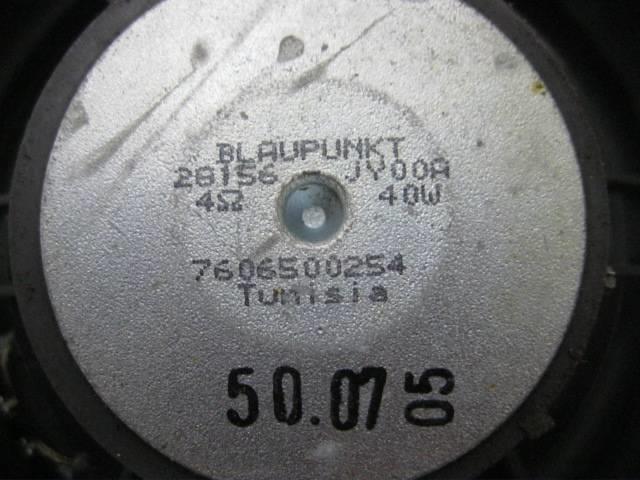 BLAUPUNKT
28156 JY00A
4Ω 40W
7606500254
Tunisia
50.07 05